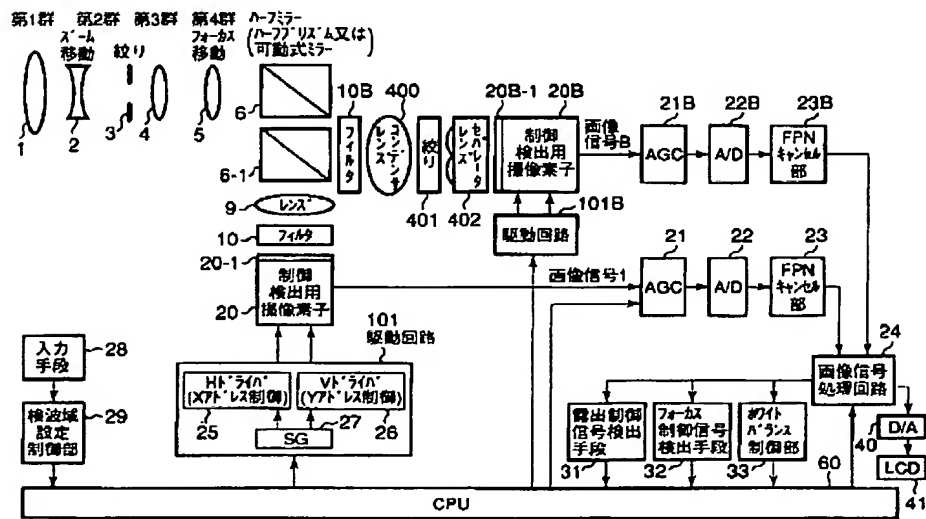 第1群
第2群
ズーム
移動
絞り
第3群
第4群
フォーカス
移動
ハーフミラー
(ハーフプリズム又は
可動式ミラー)
1
2
3
4
5
6
6-1
10B
フィルタ
400
コンデンサ
レンズ
絞り
401
セパレータ
レンズ
402
20B-1
20B
制御
検出用
撮像素子
画像
信号B
21B
AGC
22B
A/D
23B
FPN
キャンセル
部
101B
駆動回路
9
レンズ
10
フィルタ
20-1
制御
検出用
撮像素子
20
画像信号1
21
AGC
22
A/D
23
FPN
キャンセル
部
101
駆動回路
Hドライバ
(Xアドレス制御)
25
Vドライバ
(Yアドレス制御)
26
SG
27
入力
手段
28
検波域
設定
制御部
29
24
画像信号
処理回路
露出制御
信号検出
手段
31
フォーカス
制御信号
検出手段
32
ホワイト
バランス
制御部
33
D/A
40
LCD
41
60
CPU